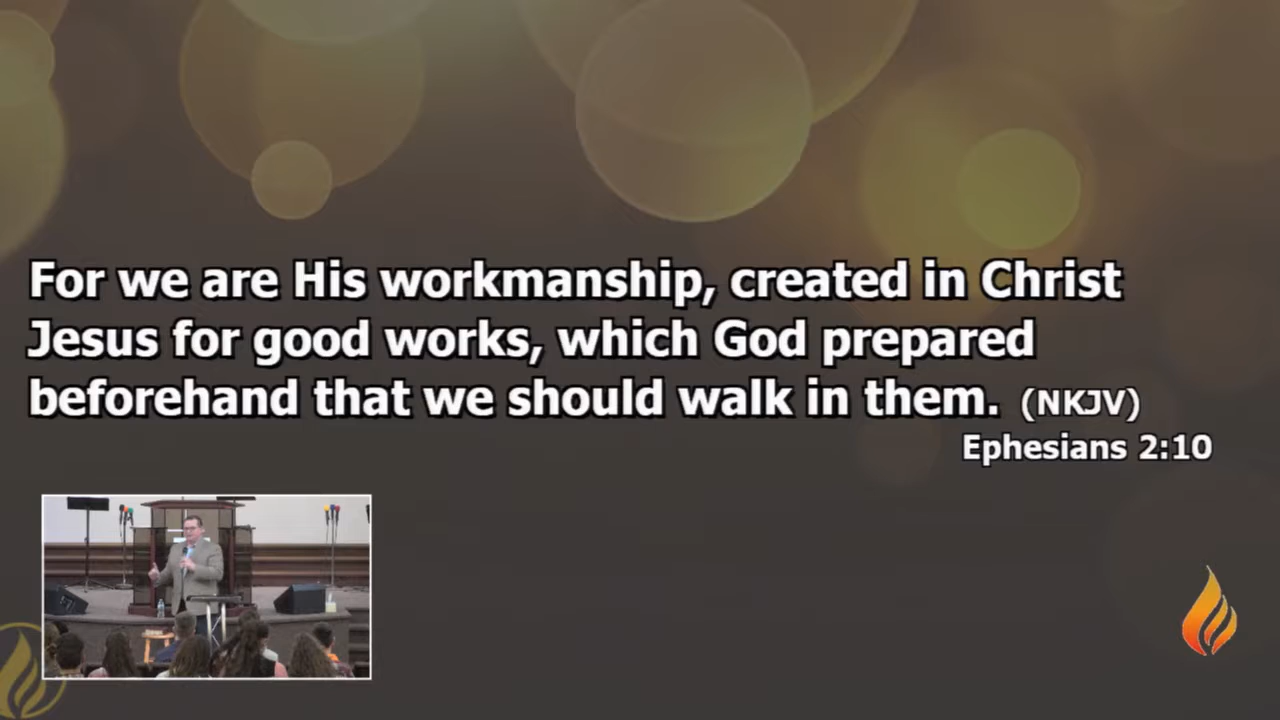 For we are His workmanship, created in Christ
Jesus for good works, which God prepared
beforehand that we should walk in them. (NKJV)
Ephesians 2:10